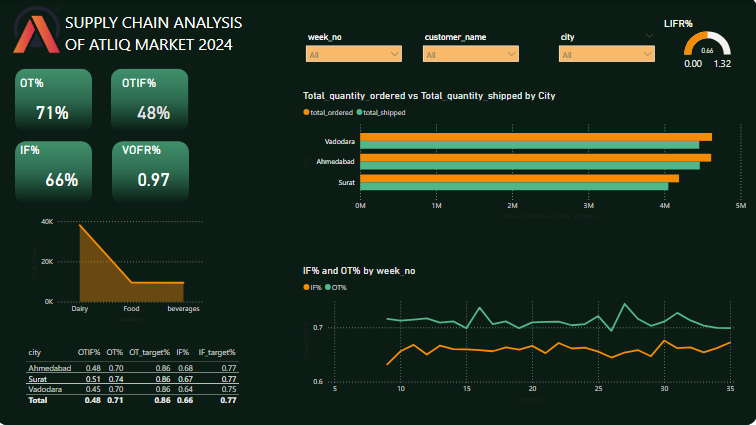 SUPPLY CHAIN ANALYSIS
OF ATLIQ MARKET 2024
week_no
All
customer_name
All
city
All
LIFR%
0.66
0.00 1.32
OT%
71%
OTIF%
48%
IF%
66%
VOFR%
0.97
Total_quantity_ordered vs Total_quantity_shipped by City
total_ordered total_shipped
Vadodara
Ahmedabad
Surat
0M 1M 2M 3M 4M 5M
40K
20K
0K
Dairy Food beverages
IF% and OT% by week_no
IF% OT%
0.7
0.6
5 10 15 20 25 30 35
city OTIF% OT% OT_target% IF% IF_target%
Ahmedabad 0.48 0.70 0.86 0.68 0.77
Surat 0.51 0.74 0.86 0.67 0.77
Vadodara 0.45 0.70 0.86 0.64 0.75
Total 0.48 0.71 0.86 0.66 0.77